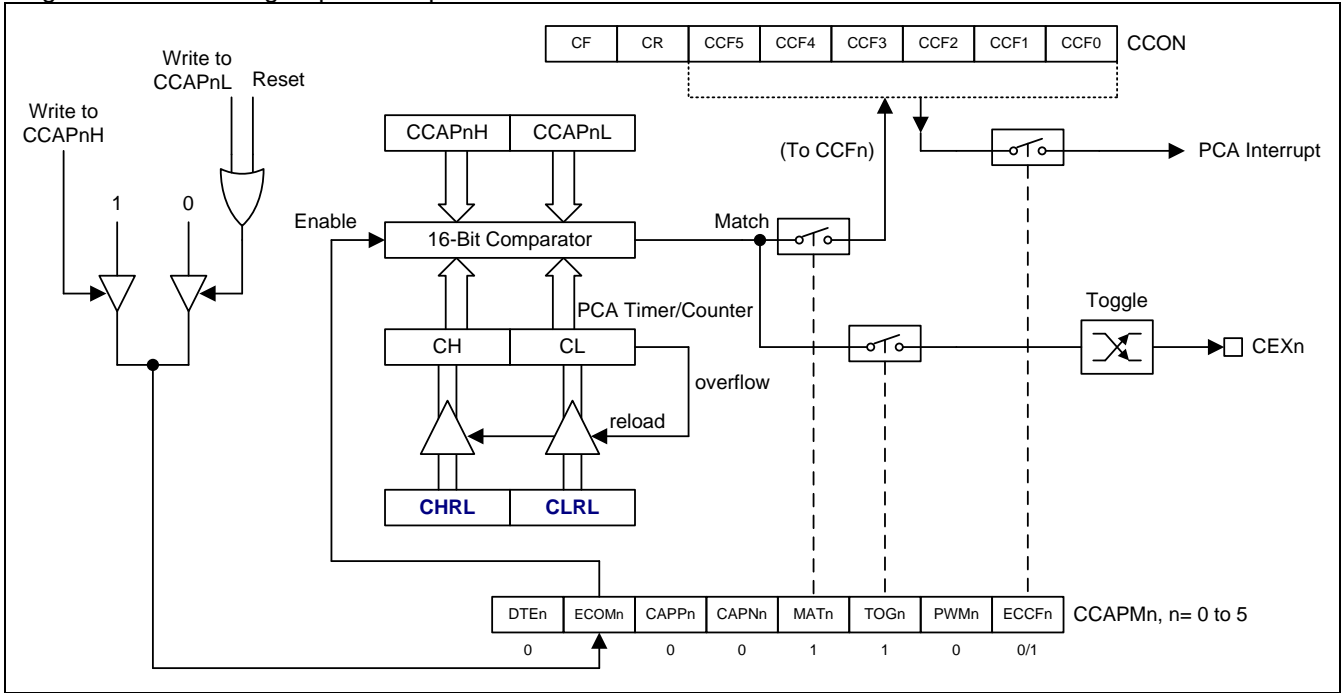 CF CR CCF5 CCF4 CCF3 CCF2 CCF1 CCF0 CCON
Write to
CCAPnL
Reset
Write to
CCAPnH
CCAPnH CCAPnL
(To CCFn)
PCA Interrupt
1 0
Enable
16-Bit Comparator
Match
PCA Timer/Counter
Toggle
CH CL
CEXn
overflow
reload
CHRL CLRL
DTEn ECOMn CAPPn CAPNn MATn TOGn PWMn ECCFn CCAPMn, n= 0 to 5
0 0 0 1 1 0 0/1